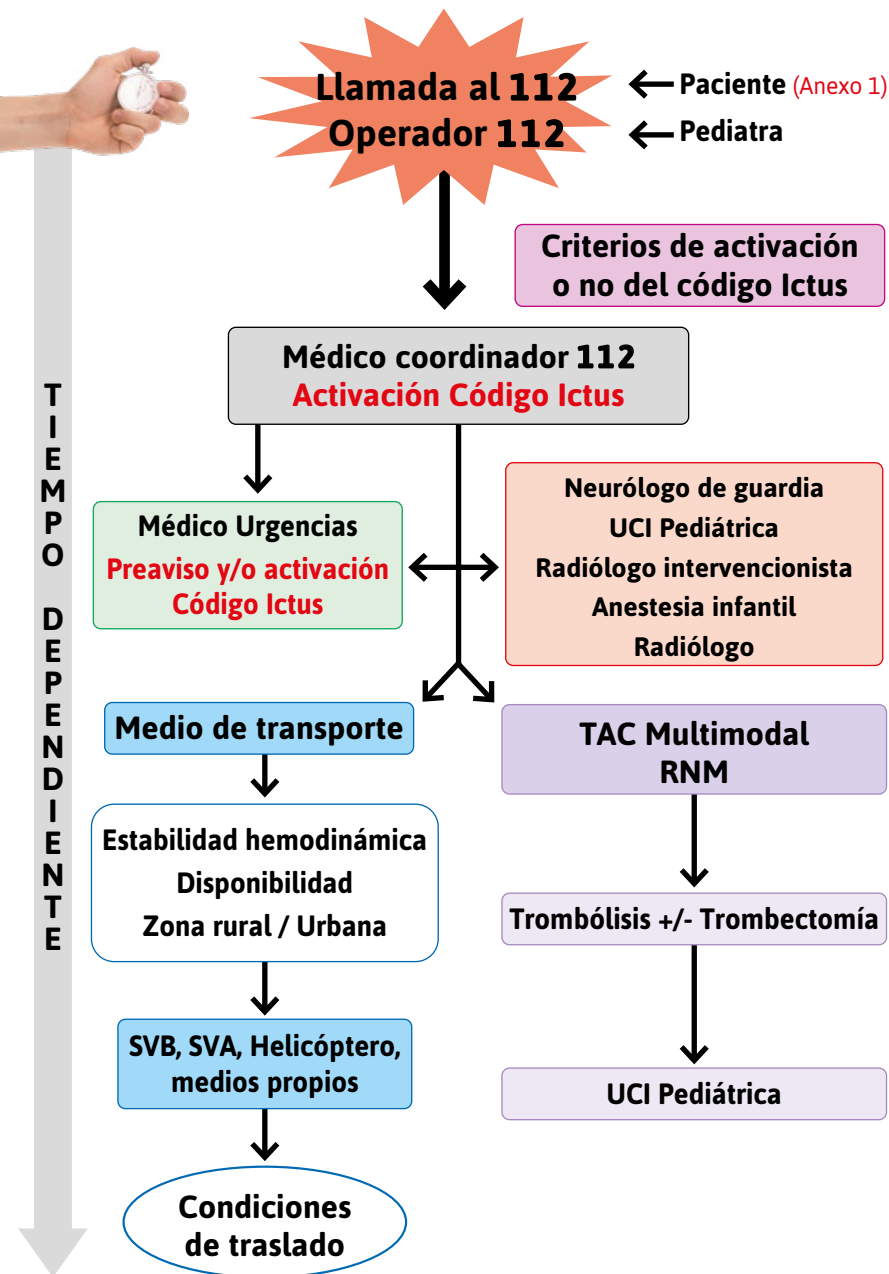 Llamada al 112
Operador 112
Paciente (Anexo 1)
Pediatra
Criterios de activación
o no del código Ictus
Médico coordinador 112
Activación Código Ictus
Médico Urgencias
Preaviso y/o activación
Código Ictus
Neurólogo de guardia
UCI Pediátrica
Radiólogo intervencionista
Anestesia infantil
Radiólogo
Medio de transporte
TAC Multimodal
RNM
Estabilidad hemodinámica
Disponibilidad
Zona rural / Urbana
Trombólisis +/- Trombectomía
SVB, SVA, Helicóptero,
medios propios
UCI Pediátrica
Condiciones
de traslado
TIEMPO DEPENDIENTE